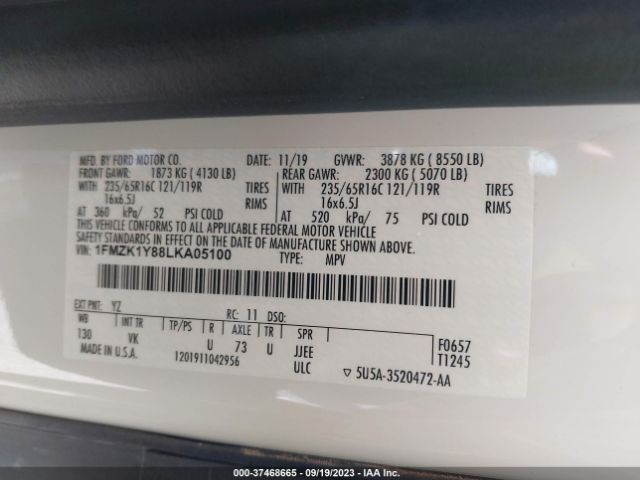 MFD. BY FORD MOTOR CO. DATE: 11/19 GVWR: 3878 KG ( 8550 LB)
FRONT GAWR: 1873 KG ( 4130 LB) REAR GAWR: 2300 KG ( 5070 LB)
WITH 235/65R16C 121/119R TIRES WITH 235/65R16C 121/119R TIRES
16x6.5J RIMS 16x6.5J RIMS
AT 360 kPa/ 52 PSI COLD AT 520 kPa/ 75 PSI COLD
THIS VEHICLE CONFORMS TO ALL APPLICABLE FEDERAL MOTOR VEHICLE
SAFETY STANDARDS IN EFFECT ON THE DATE OF MANUFACTURE SHOWN ABOVE.
VIN: 1FMZK1Y88LKA05100 TYPE: MPV
EXT PNT: YZ RC: 11 DSO:
WB INT TR TP/PS R AXLE TR SPR
130 VK U 73 U JJEE F0657
MADE IN U.S.A. 1201911042956 ULC T1245
5U5A-3520472-AA
000-37468665 - 09/19/2023 - IAA Inc.